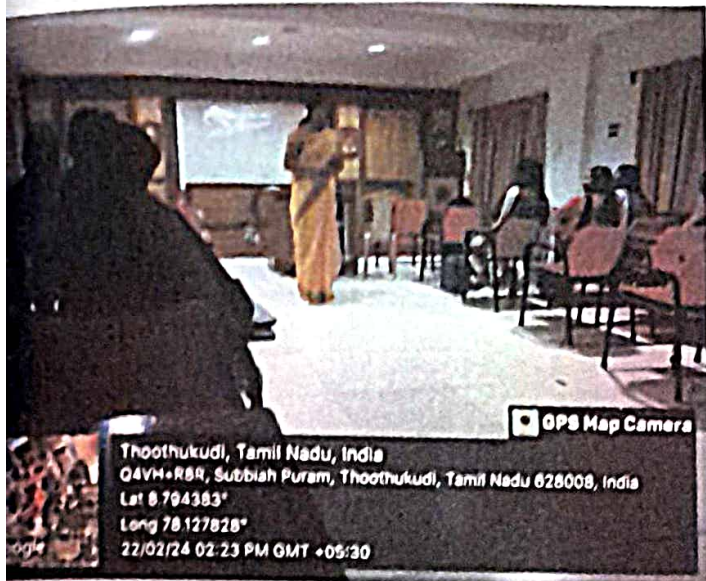 GPS Map Camera
Thoothukudi, Tamil Nadu, India
Q4VH+R8R, Subbiah Puram, Thoothukudi, Tamil Nadu 628008, India
Lat 8.794383°
Long 78.127828°
22/02/24 02:23 PM GMT +05:30
ogle